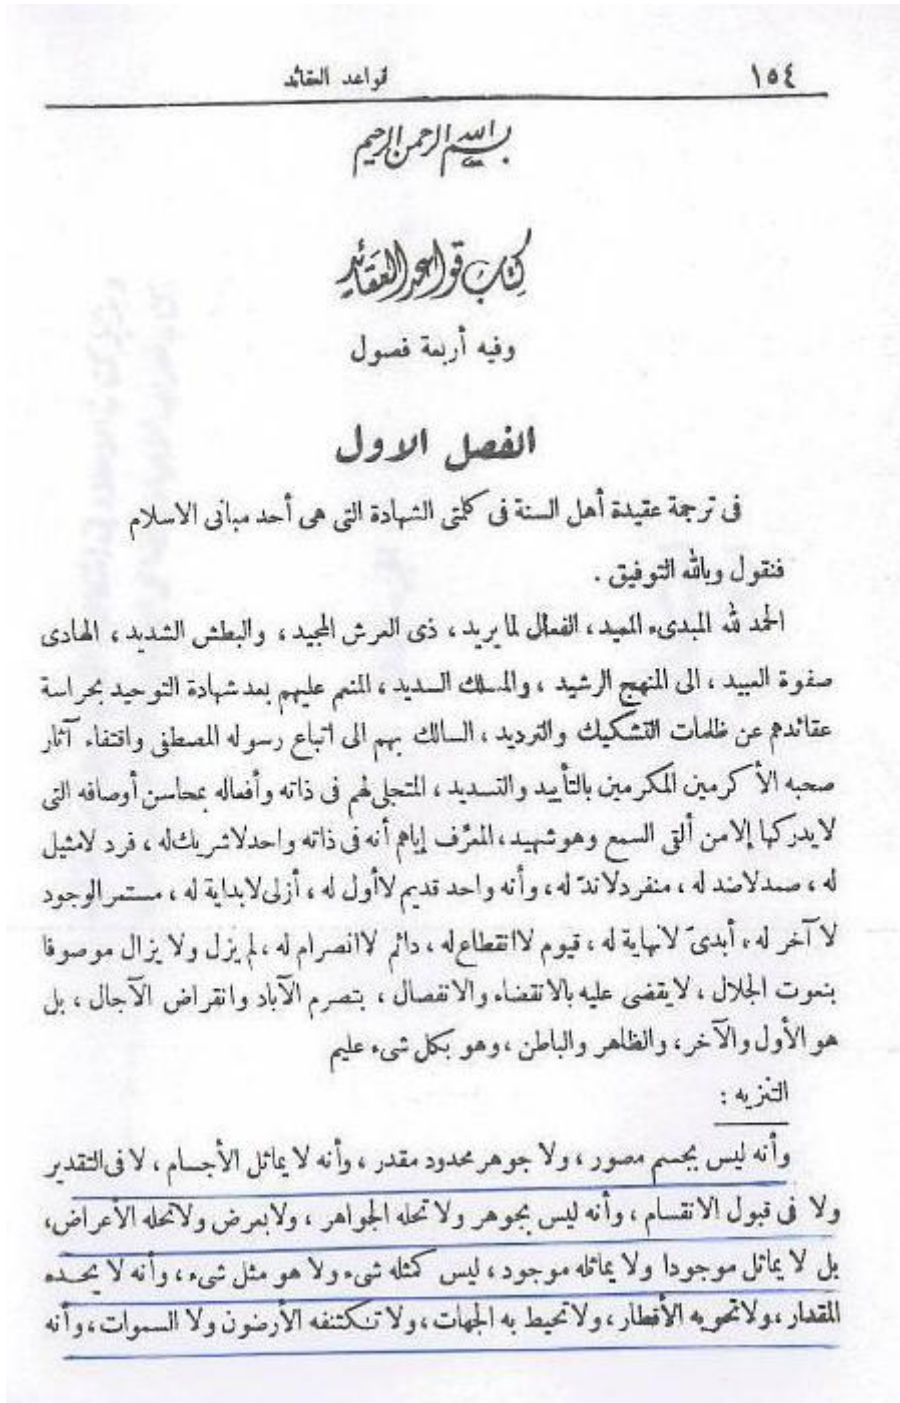 ١٥٤
قواعد العقائد
بسم الله الرحمن الرحيم
كتاب قواعد العقائد
وفيه أربعة فصول
الفصل الاول
فى ترجمة عقيدة أهل السنة فى كلمتى الشهادة التى هى أحد مبانى الاسلام
فنقول وبالله التوفيق .
الحمد لله المبدىء المعيد ، الفعال لما يريد ، ذى العرش المجيد ، والبطش الشديد ، الهادى
صفوة العبيد ، الى المنهج الرشيد ، والمسلك السديد ، المنعم عليهم بعد شهادة التوحيد بحراسة
عقائدهم عن ظلمات التشكيك والترديد ، السالك بهم الى اتباع رسوله المصطفى واقتفاء آثار
صحبه الأكرمين المكرمين بالتأييد والتسديد ، المتجلى لهم فى ذاته وأفعاله بمحاسن أوصافه التى
لا يدركها إلا من ألقى السمع وهو شهيد ، المعرّف إياهم أنه فى ذاته واحد لا شريك له ، فرد لا مثيل
له ، صمد لا ضد له ، منفرد لا ندّ له ، وأنه واحد قديم لا أول له ، أزلى لا بداية له ، مستمر الوجود
لا آخر له ، أبدىّ لا نهاية له ، قيوم لا انقطاع له ، دائم لا انصرام له ، لم يزل ولا يزال موصوفا
بنعوت الجلال ، لا يقضى عليه بالانقضاء والانفصال ، بتصرم الآباد وانقراض الآجال ، بل
هو الأول والآخر ، والظاهر والباطن ، وهو بكل شىء عليم
التنزيه :
وأنه ليس بجسم مصور ، ولا جوهر محدود مقدر ، وأنه لا يماثل الأجسام ، لا فى التقدير
ولا فى قبول الانقسام ، وأنه ليس بجوهر ولا تحله الجواهر ، ولا بعرض ولا تحله الأعراض ،
بل لا يماثل موجودا ولا يماثله موجود ، ليس كمثله شىء ولا هو مثل شىء ، وأنه لا يحده
المقدار ، ولا تحويه الأقطار ، ولا تحيط به الجهات ، ولا تكتنفه الأرضون ولا السموات ، وأنه